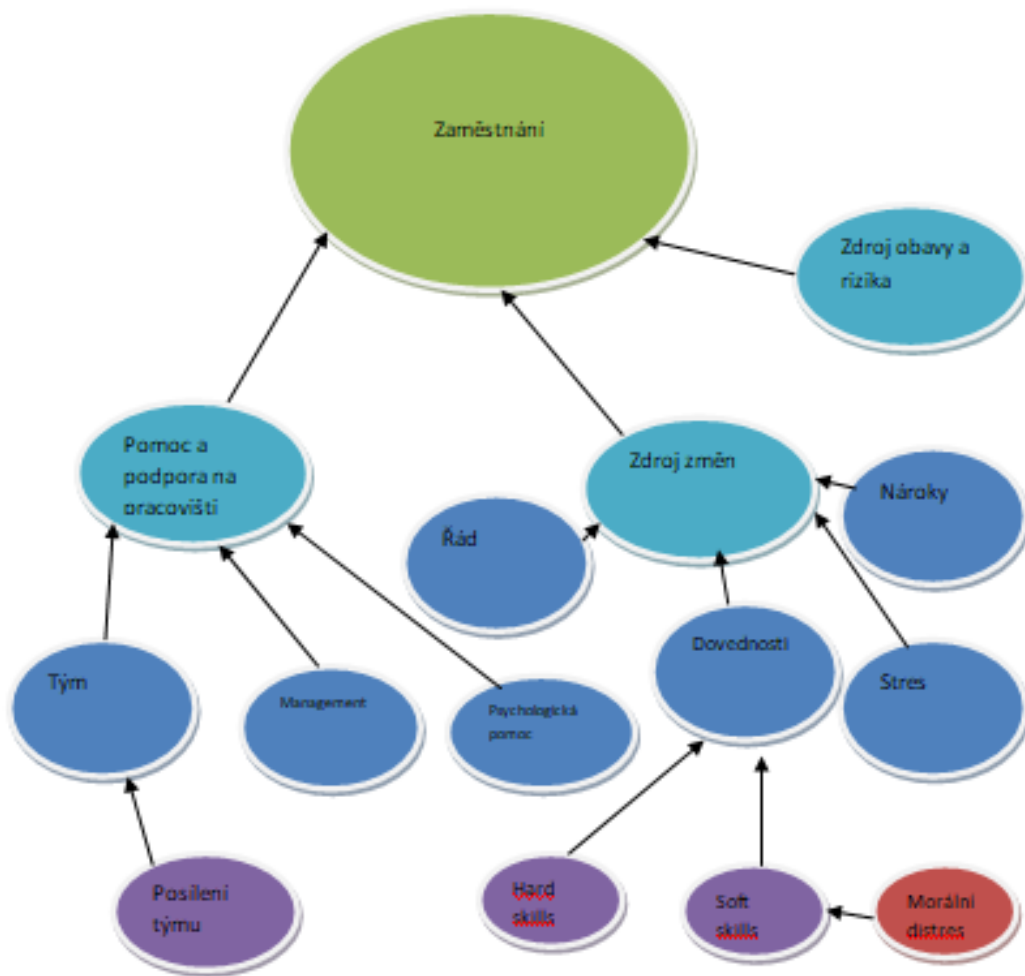 Zaměstnání
Zdroj obavy a
rizika
Pomoc a
podpora na
pracovišti
Zdroj změn
Nároky
Řád
Dovednosti
Tým
Management
Psychologická
pomoc
Stres
Posílení
týmu
Hard
skills
Soft
skills
Morální
distres